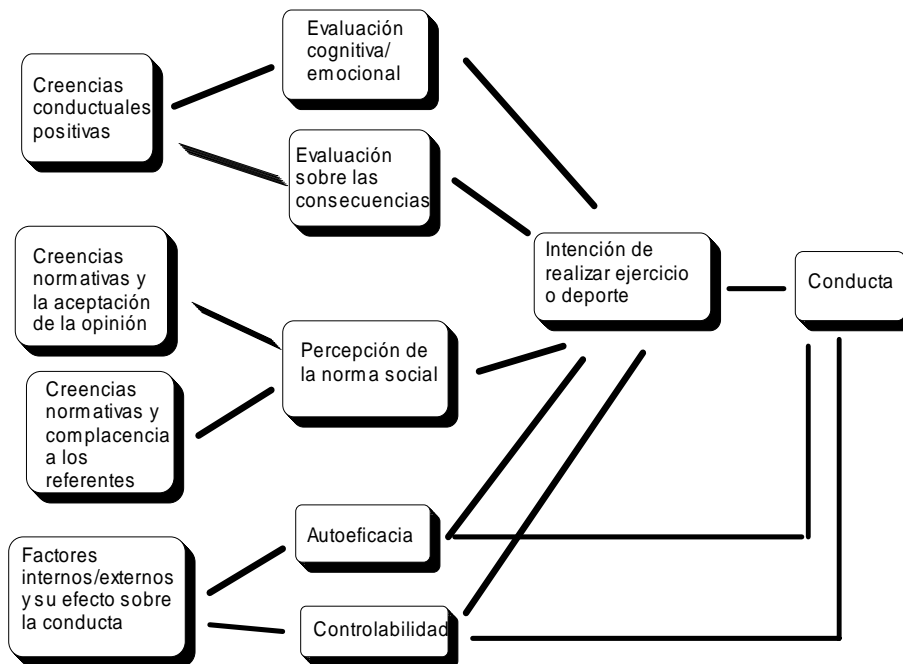 Creencias
conductuales
positivas
Evaluación
cognitiva/
emocional
Evaluación
sobre las
consecuencias
Creencias
normativas y
la aceptación
de la opinión
Creencias
normativas y
complacencia
a los
referentes
Percepción de
la norma social
Factores
internos/externos
y su efecto sobre
la conducta
Autoeficacia
Controlabilidad
Intención de
realizar ejercicio
o deporte
Conducta